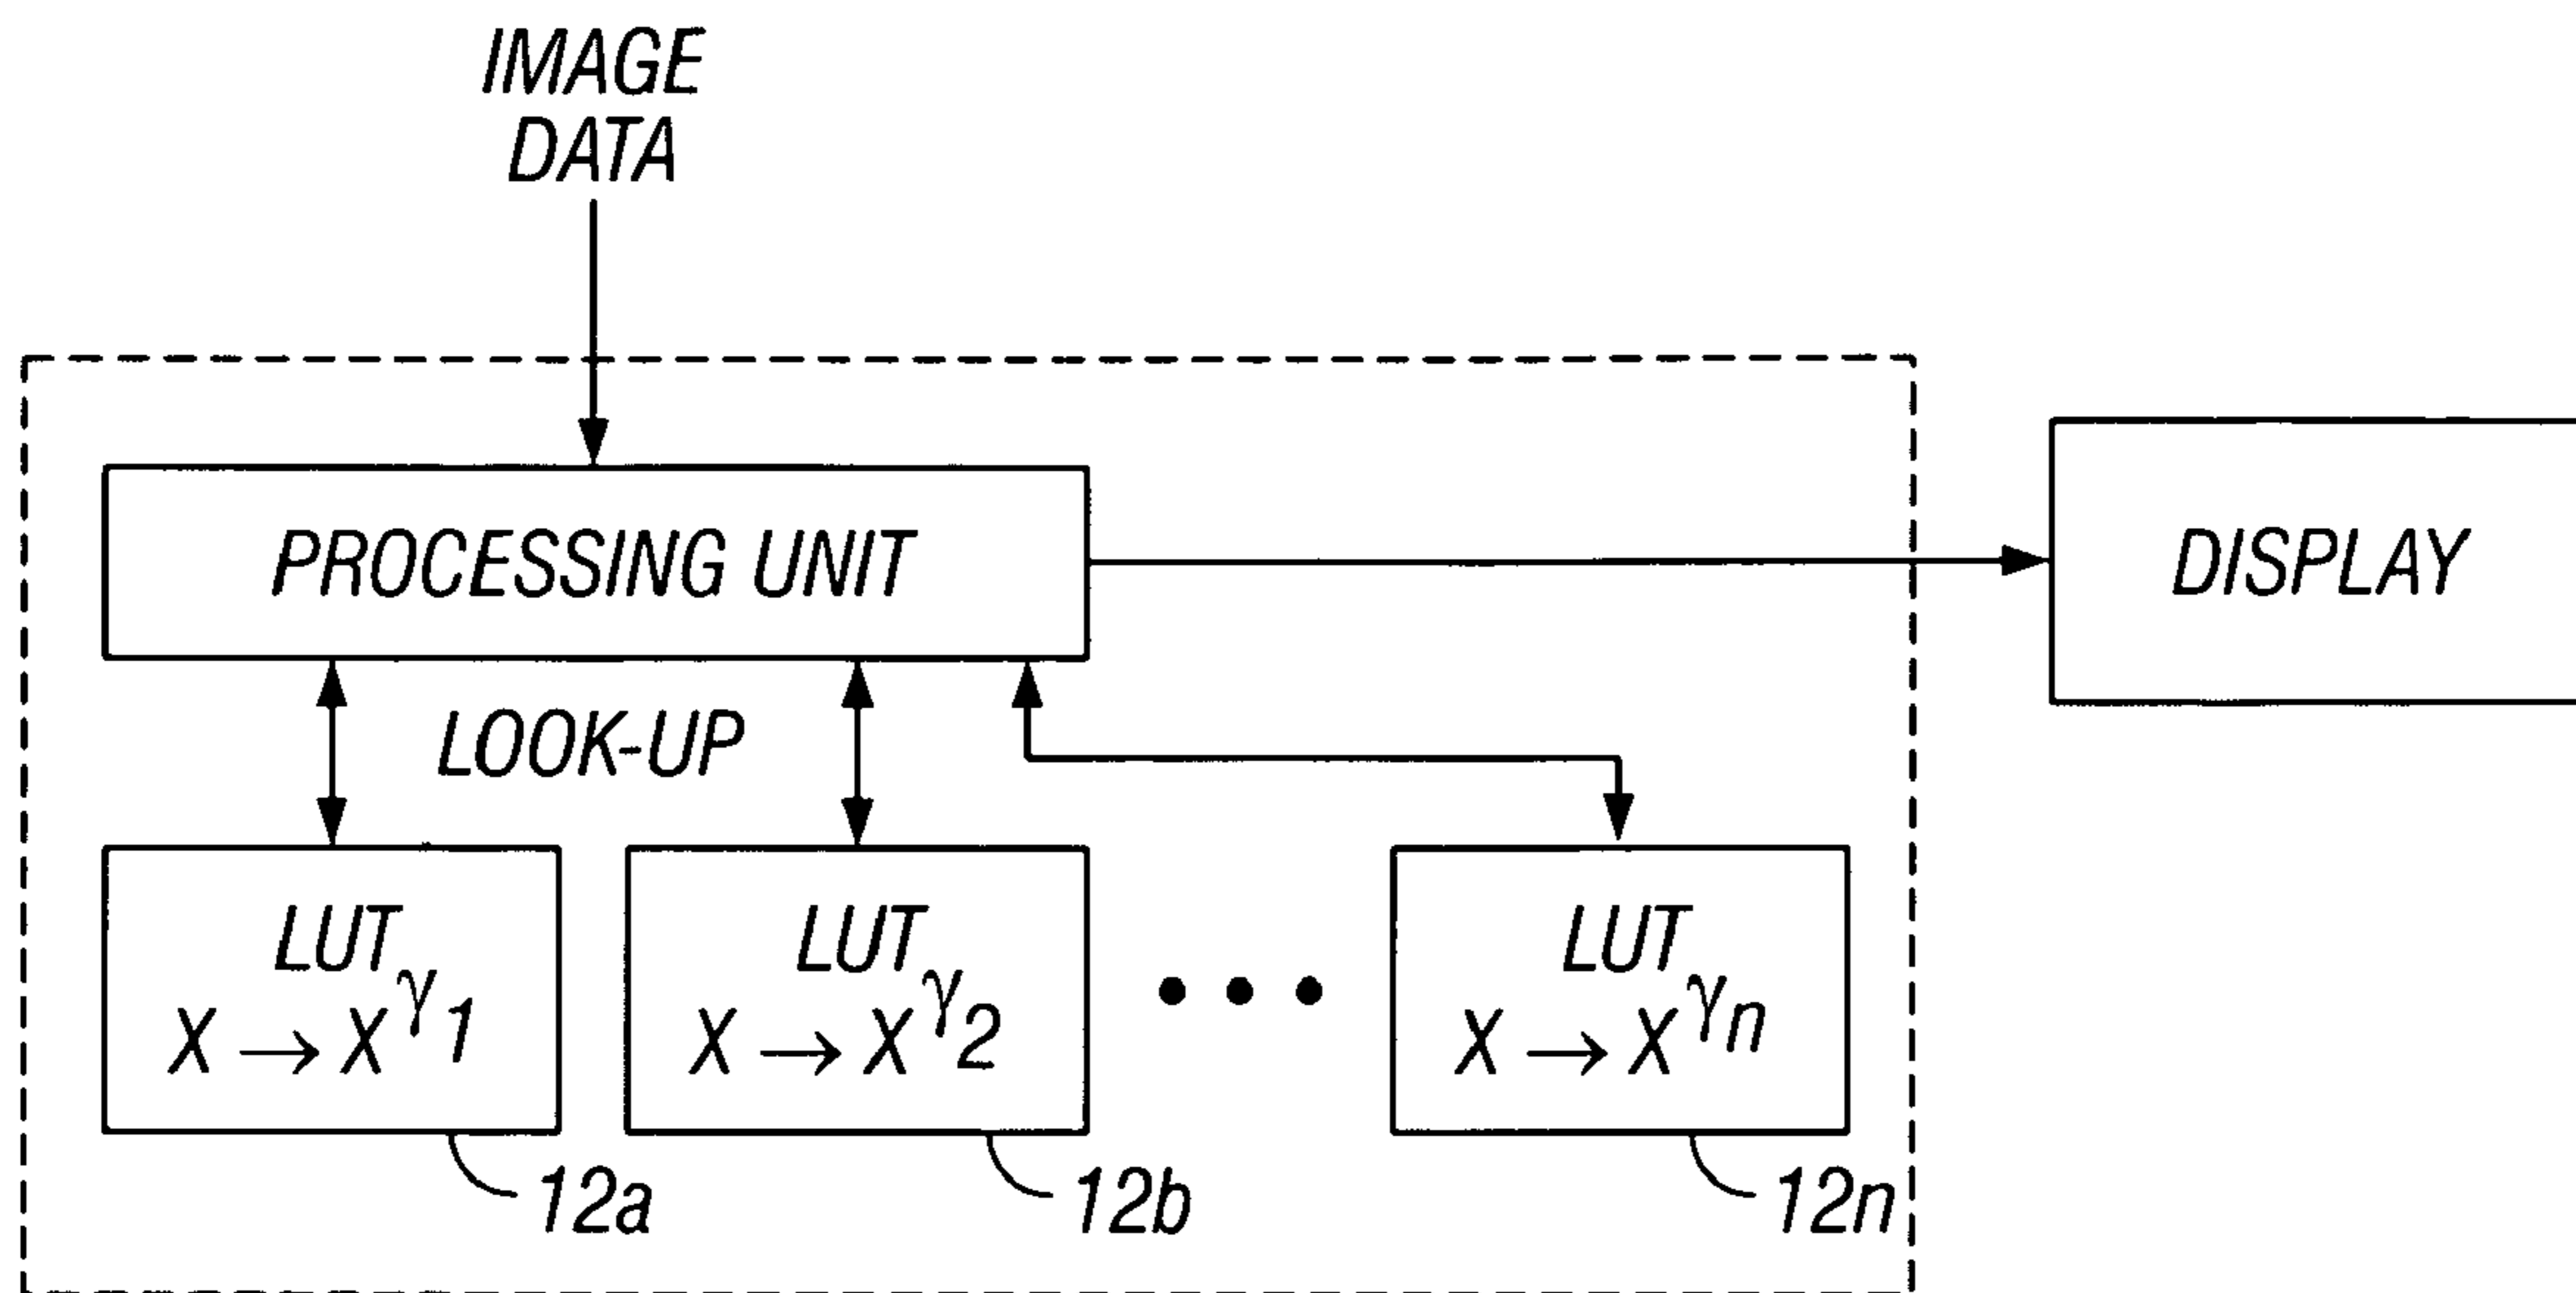 IMAGE
DATA
PROCESSING UNIT
DISPLAY
LOOK-UP
LUT
X → X^γ1
12a
LUT
X → X^γ2
12b
• • •
LUT
X → X^γn
12n